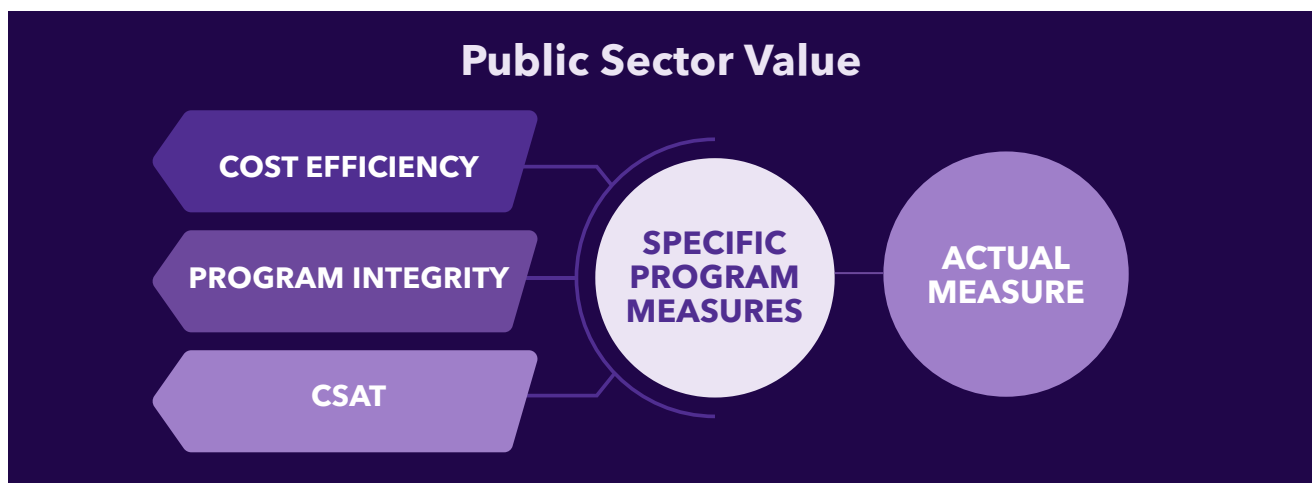 Public Sector Value
COST EFFICIENCY
PROGRAM INTEGRITY
CSAT
SPECIFIC
PROGRAM
MEASURES
ACTUAL
MEASURE